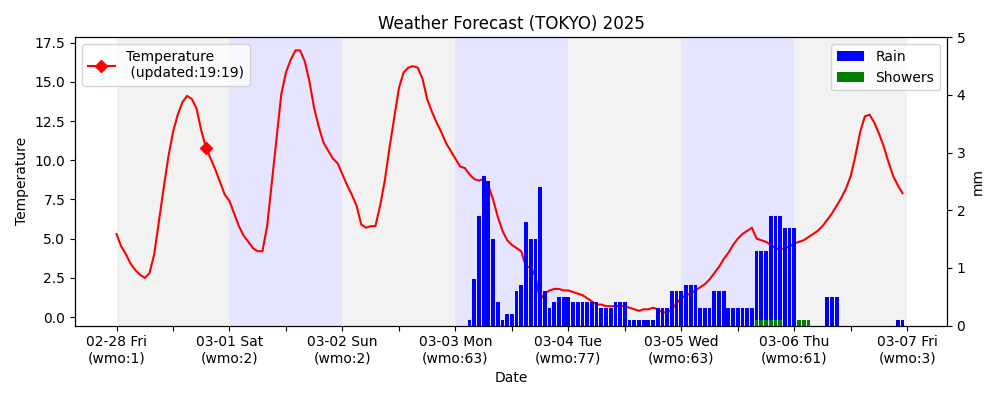 Weather Forecast (TOKYO) 2025
Temperature
(updated:19:19)
Rain
Showers
Temperature
17.5
15.0
12.5
10.0
7.5
5.0
2.5
0.0
5
4
3
2
1
0
mm
02-28 Fri
(wmo:1)
03-01 Sat
(wmo:2)
03-02 Sun
(wmo:2)
03-03 Mon
(wmo:63)
03-04 Tue
(wmo:77)
03-05 Wed
(wmo:63)
03-06 Thu
(wmo:61)
03-07 Fri
(wmo:3)
Date